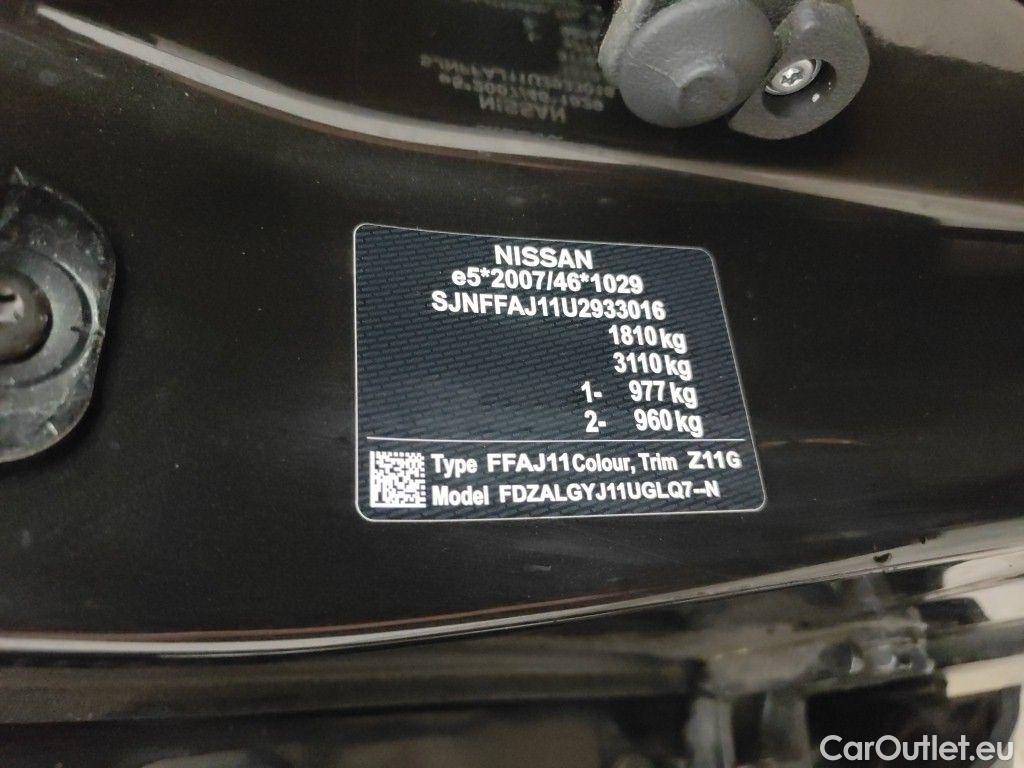 NISSAN
e5*2007/46*1029
SJNFFAJ11U2933016
1810 kg
3110 kg
1- 977 kg
2- 960 kg
Type FFAJ11 Colour, Trim Z11 G
Model FDZALGYJ11UGLQ7--N
CarOutlet.eu